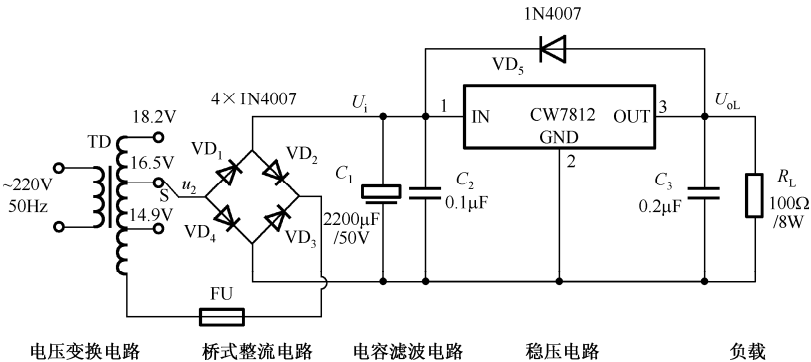 1N4007
VD5
4×1N4007
Ui
1
IN
CW7812
OUT
3
UoL
GND
2
18.2V
TD
16.5V
S
u2
14.9V
~220V
50Hz
VD1
VD2
VD4
VD3
C1
2200μF
/50V
C2
0.1μF
C3
0.2μF
RL
100Ω
/8W
FU
电压变换电路
桥式整流电路
电容滤波电路
稳压电路
负载